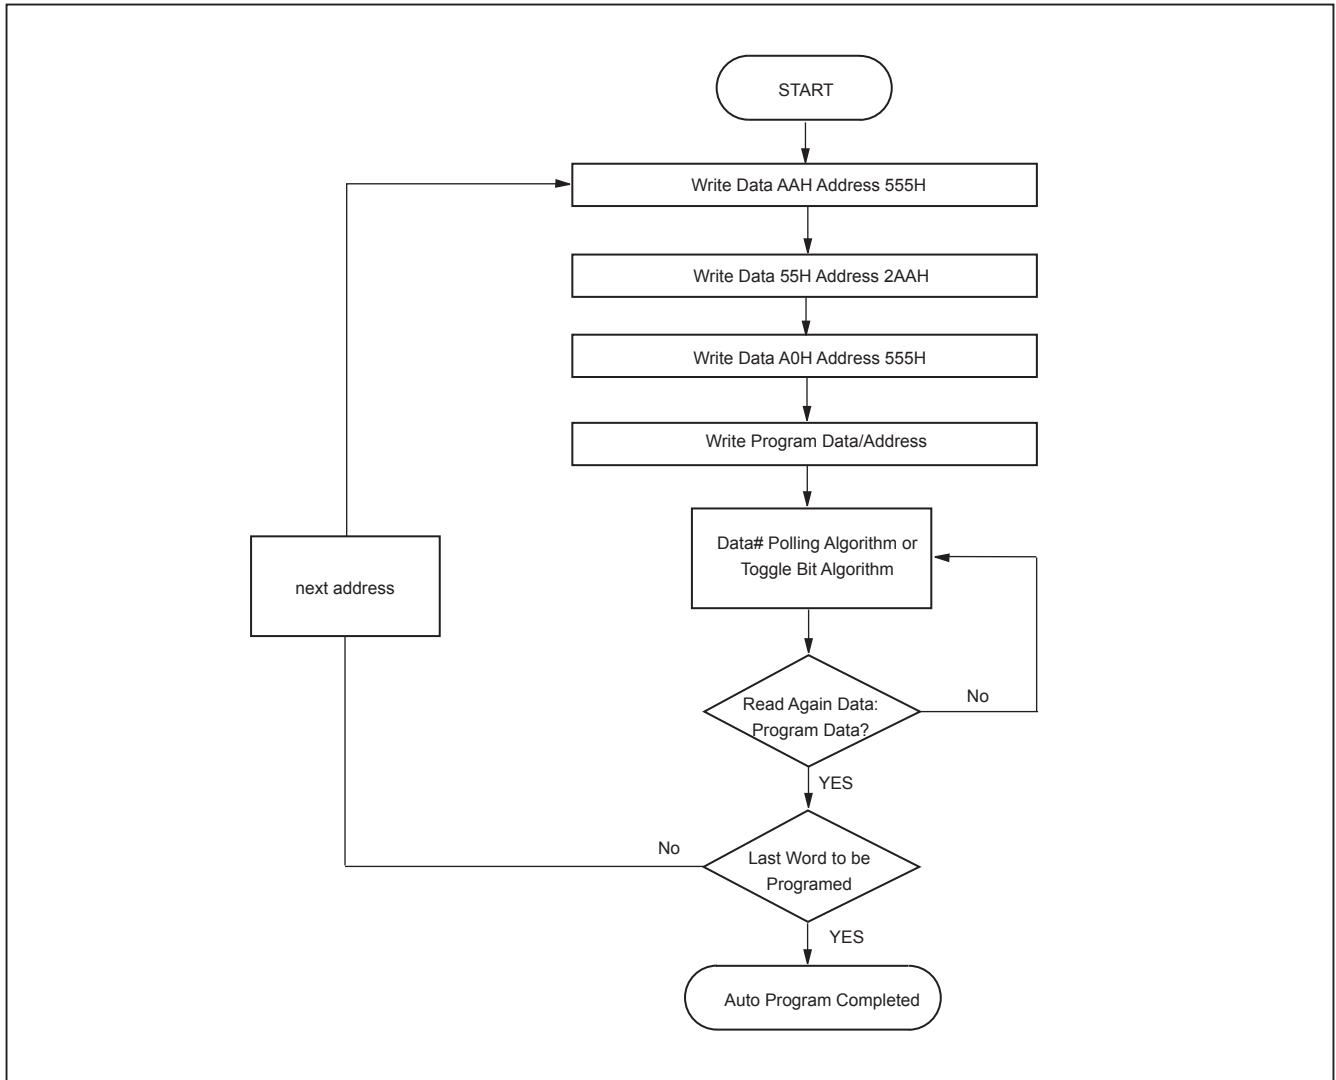 START
Write Data AAH Address 555H
Write Data 55H Address 2AAH
Write Data A0H Address 555H
Write Program Data/Address
Data# Polling Algorithm or
Toggle Bit Algorithm
next address
Read Again Data:
Program Data?
No
YES
No
Last Word to be
Programed
YES
Auto Program Completed